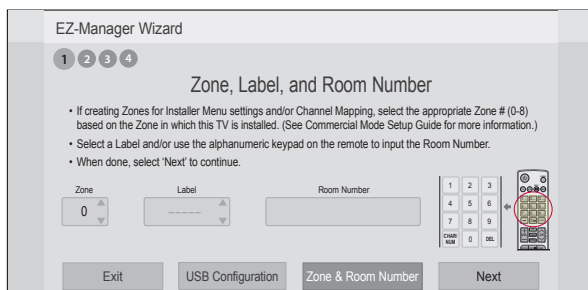 EZ-Manager Wizard
1 2 3 4
Zone, Label, and Room Number
• If creating Zones for Installer Menu settings and/or Channel Mapping, select the appropriate Zone # (0-8)
based on the Zone in which this TV is installed. (See Commercial Mode Setup Guide for more information.)
• Select a Label and/or use the alphanumeric keypad on the remote to input the Room Number.
• When done, select 'Next' to continue.
Zone Label Room Number
0 -----
1 2 3
4 5 6
7 8 9
CHAR/NUM 0 DEL
Exit USB Configuration Zone & Room Number Next